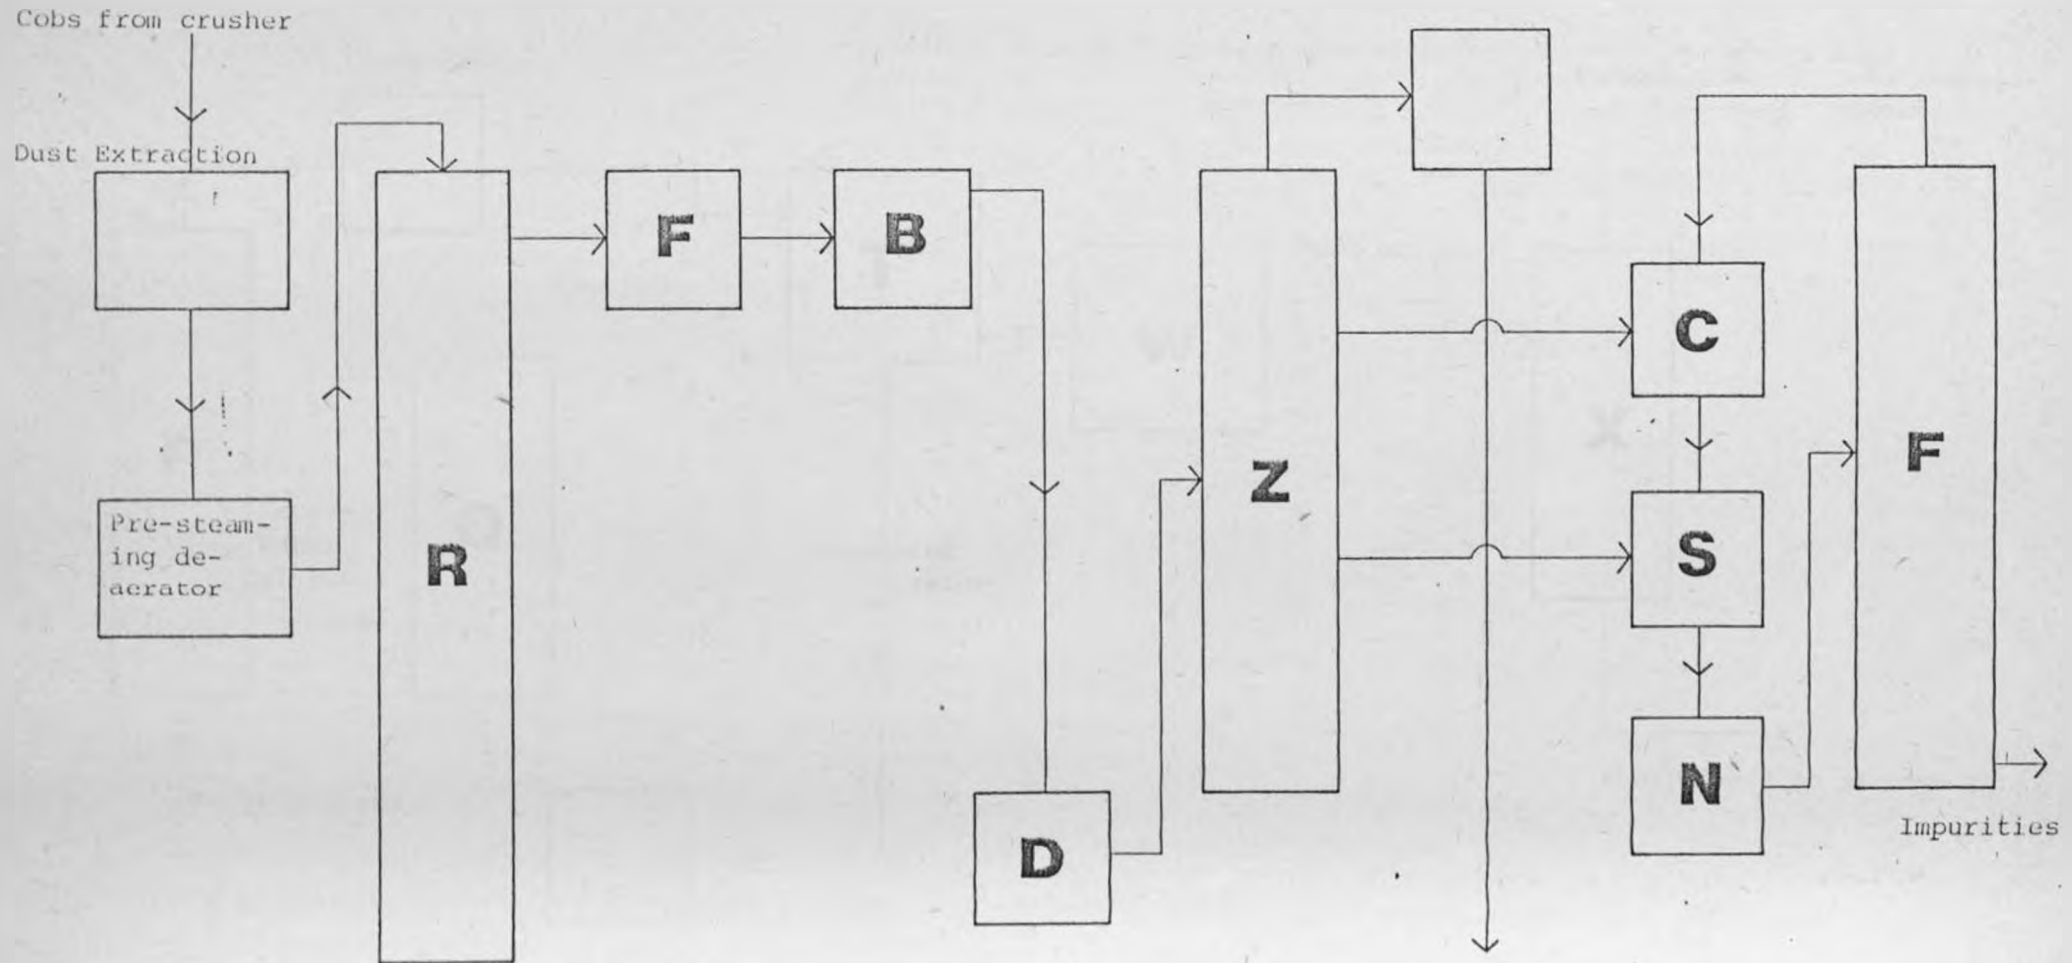 Cobs from crusher
Dust Extraction
Pre-steam-
ing de-
aerator
R
F
B
D
Z
C
S
N
F
Impurities